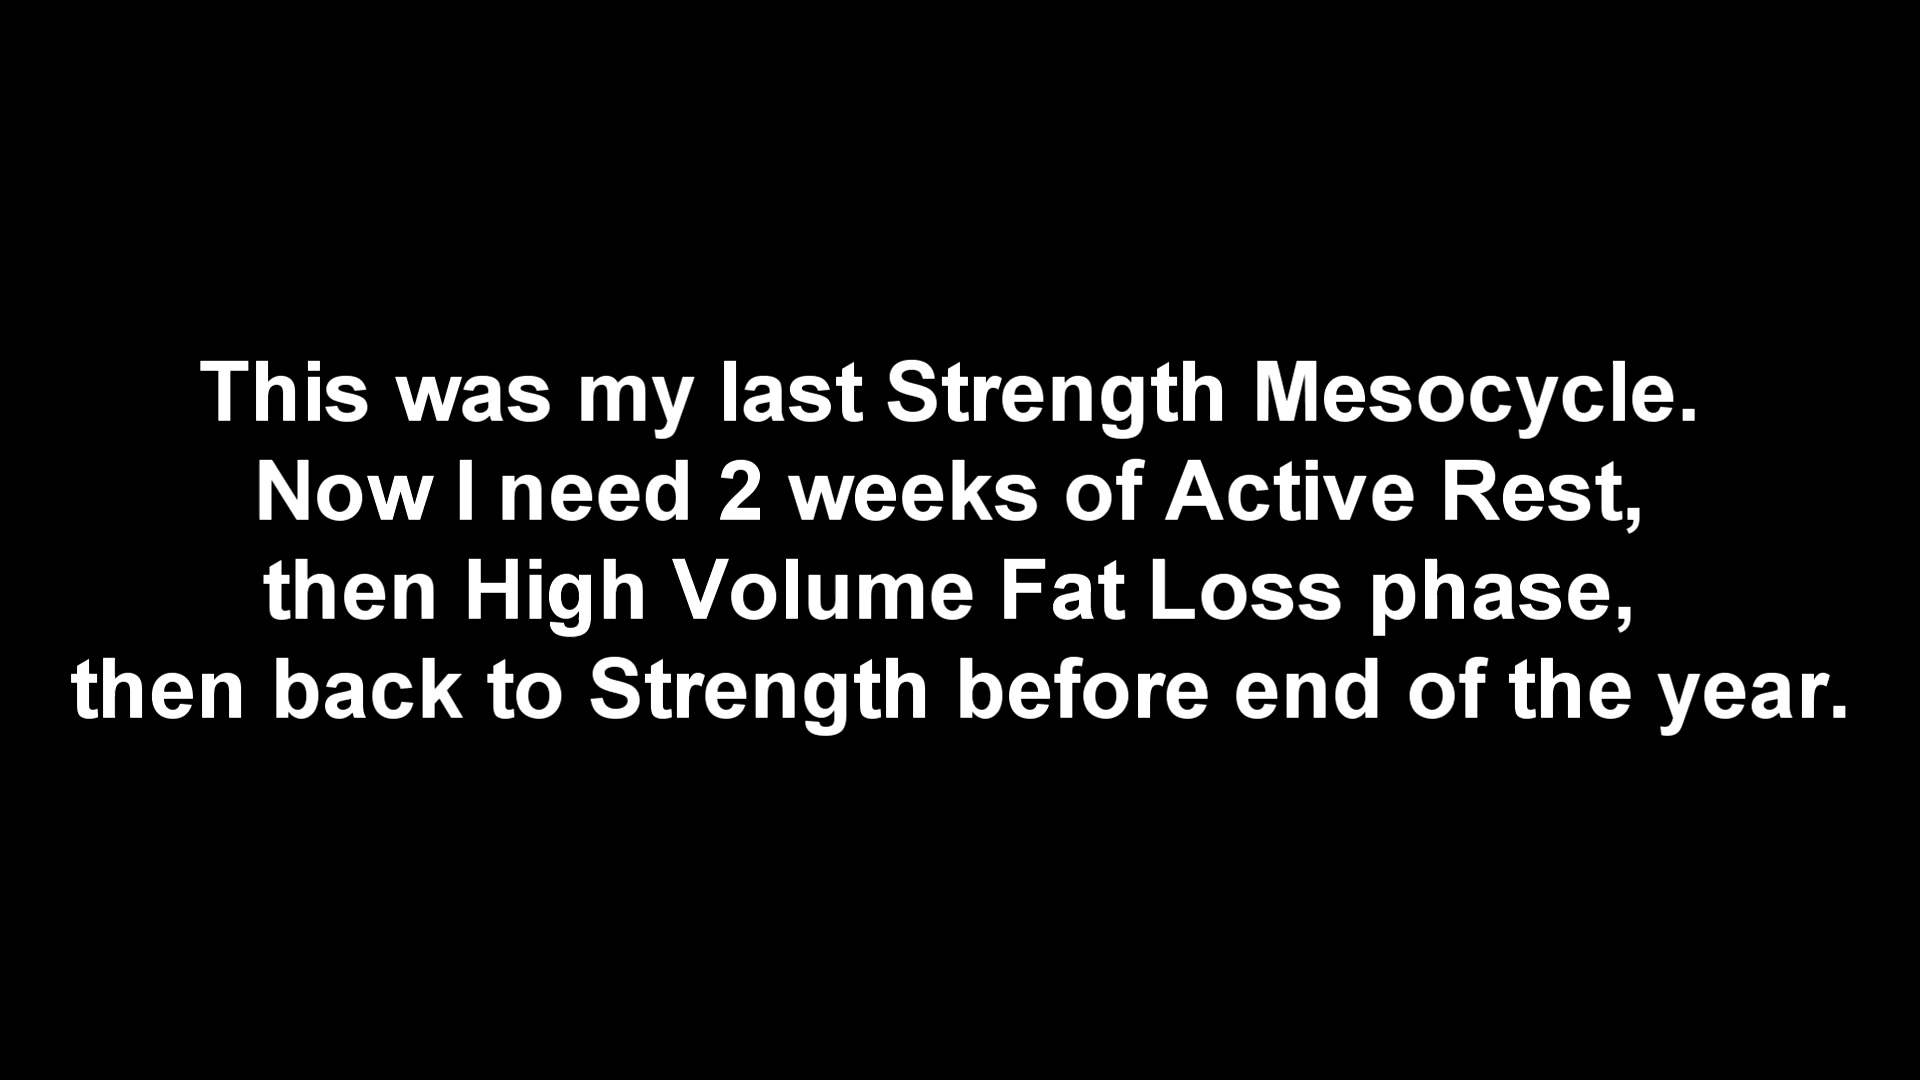 This was my last Strength Mesocycle.
Now I need 2 weeks of Active Rest,
then High Volume Fat Loss phase,
then back to Strength before end of the year.